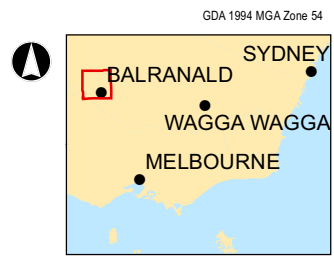 GDA 1994 MGA Zone 54
SYDNEY
BALRANALD
WAGGA WAGGA
MELBOURNE